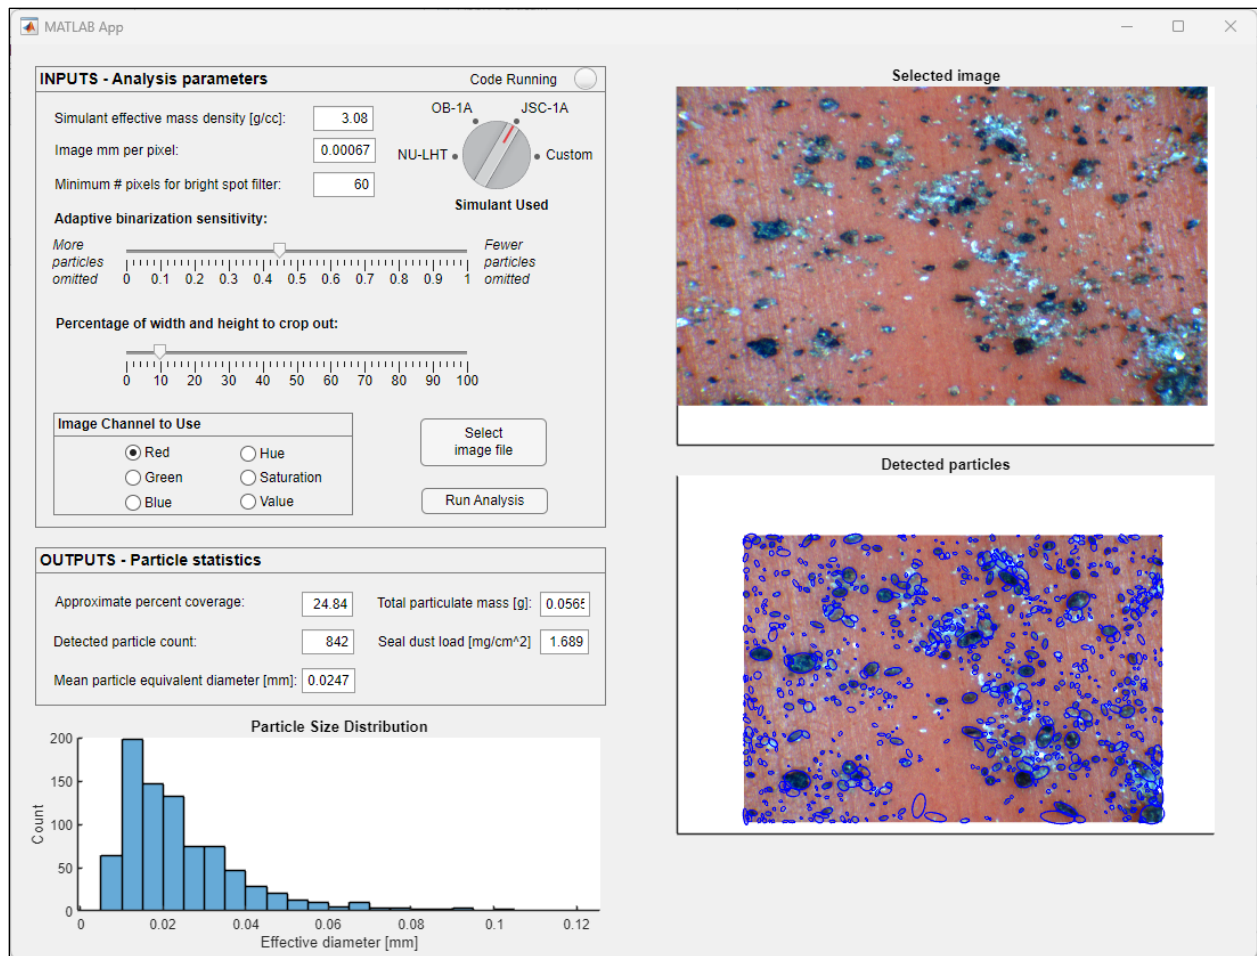 MATLAB App
INPUTS - Analysis parameters
Code Running
Simulant effective mass density [g/cc]:
3.08
Image mm per pixel:
0.00067
Minimum # pixels for bright spot filter:
60
OB-1A
JSC-1A
NU-LHT
Custom
Simulant Used
Adaptive binarization sensitivity:
More
particles
omitted
0 0.1 0.2 0.3 0.4 0.5 0.6 0.7 0.8 0.9 1
Fewer
particles
omitted
Percentage of width and height to crop out:
0 10 20 30 40 50 60 70 80 90 100
Image Channel to Use
Red
Hue
Green
Saturation
Blue
Value
Select
image file
Run Analysis
OUTPUTS - Particle statistics
Approximate percent coverage:
24.84
Total particulate mass [g]:
0.0565
Detected particle count:
842
Seal dust load [mg/cm^2]
1.689
Mean particle equivalent diameter [mm]:
0.0247
Particle Size Distribution
200
150
100
50
0
Count
0 0.02 0.04 0.06 0.08 0.1 0.12
Effective diameter [mm]
Selected image
Detected particles